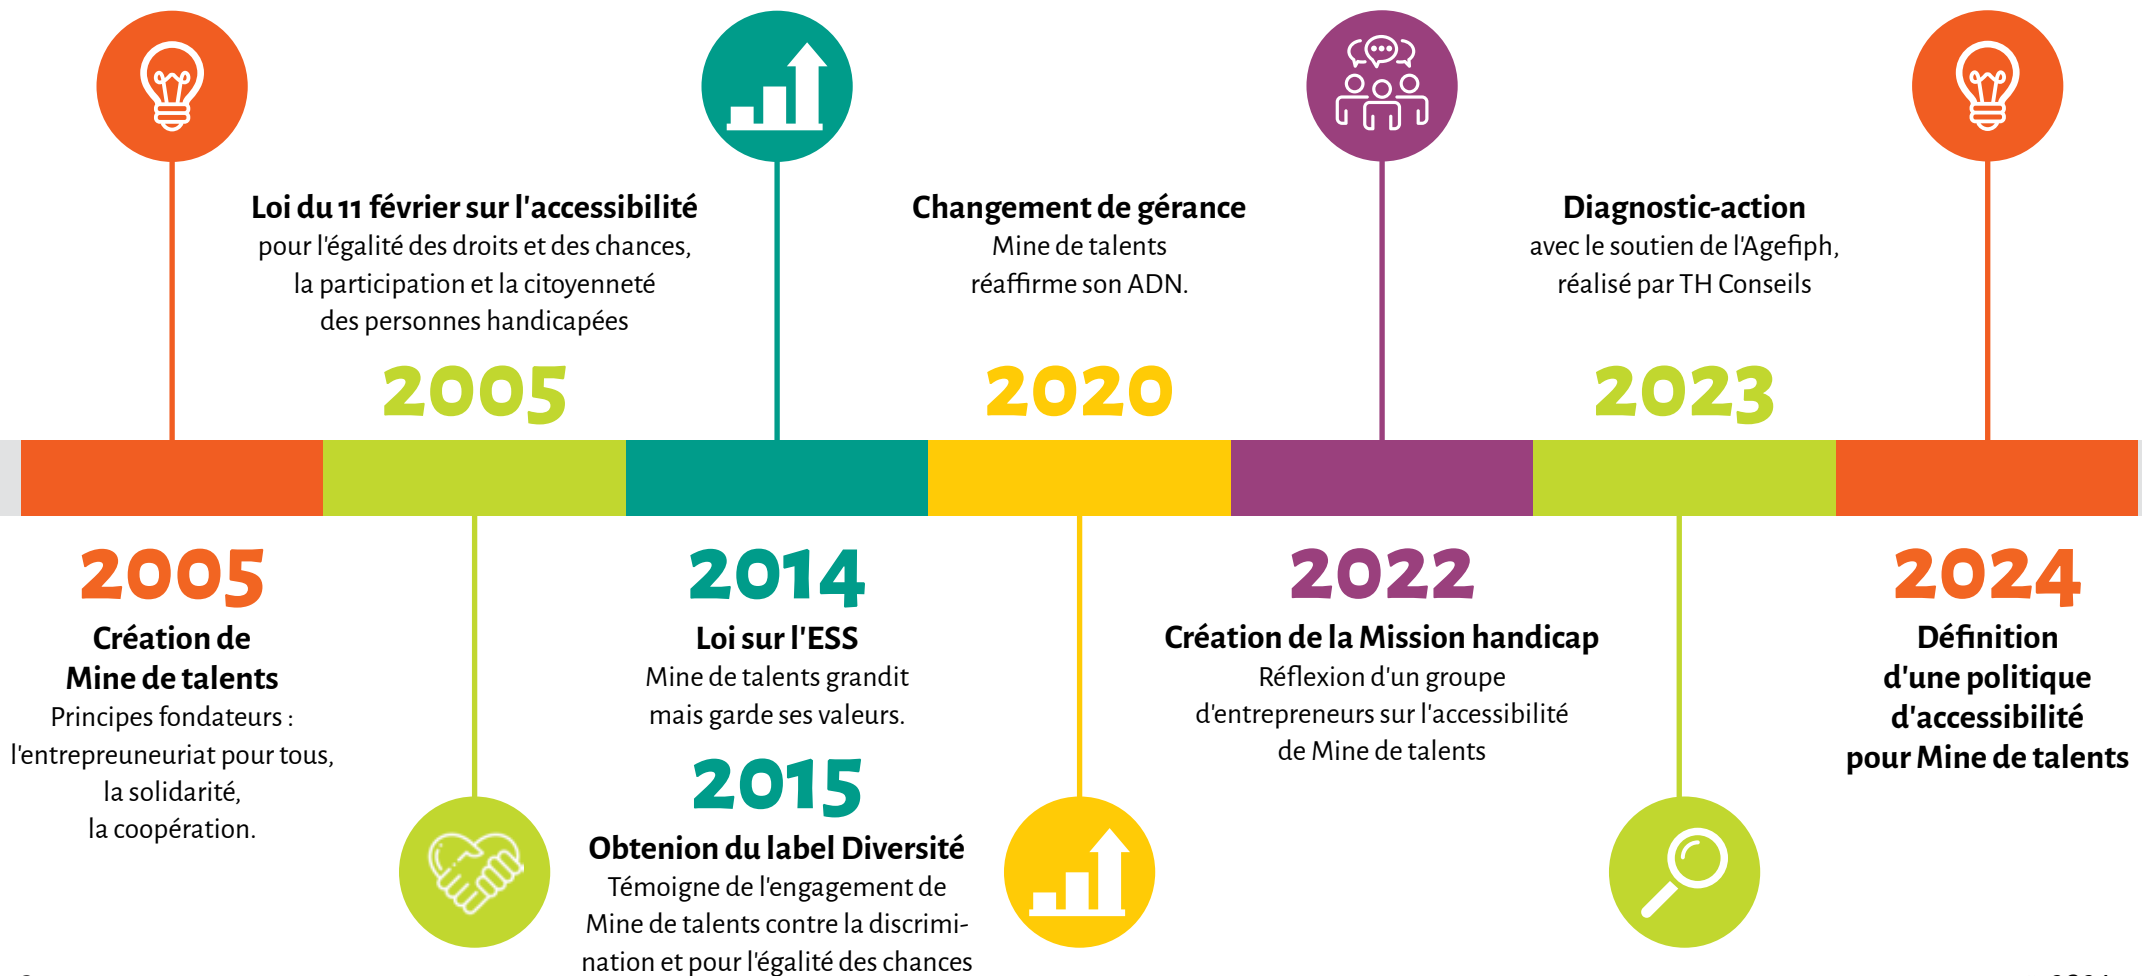 2005
Création de
Mine de talents
Principes fondateurs :
l'entrepreuneuriat pour tous,
la solidarité,
la coopération.
Loi du 11 février sur l'accessibilité
pour l'égalité des droits et des chances,
la participation et la citoyenneté
des personnes handicapées
2005
2014
Loi sur l'ESS
Mine de talents grandit
mais garde ses valeurs.
2015
Obtenion du label Diversité
Témoigne de l'engagement de
Mine de talents contre la discrimi-
nation et pour l'égalité des chances
Changement de gérance
Mine de talents
réaffirme son ADN.
2020
2022
Création de la Mission handicap
Réflexion d'un groupe
d'entrepreneurs sur l'accessibilité
de Mine de talents
Diagnostic-action
avec le soutien de l'Agefiph,
réalisé par TH Conseils
2023
2024
Définition
d'une politique
d'accessibilité
pour Mine de talents